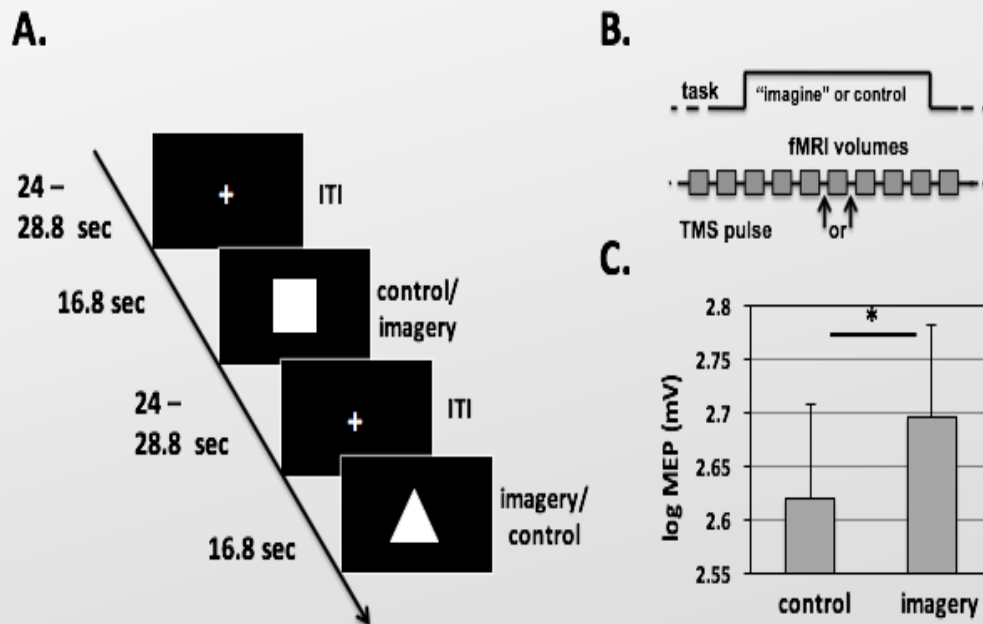 A.
24 –
28.8 sec
+
ITI
16.8 sec
control/
imagery
24 –
28.8 sec
+
ITI
16.8 sec
imagery/
control
B.
task
"imagine" or control
fMRI volumes
TMS pulse
or
C.
*
log MEP (mV)
2.8
2.75
2.7
2.65
2.6
2.55
control
imagery